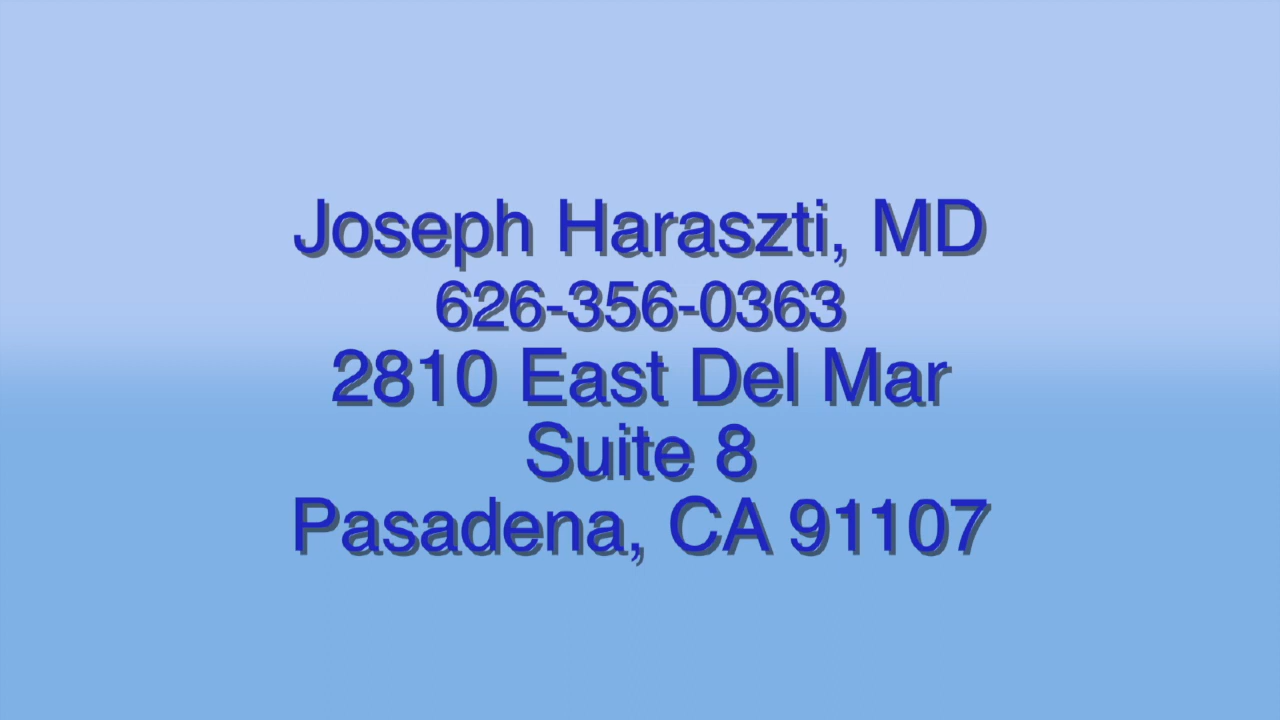 Joseph Haraszti, MD
626-356-0363
2810 East Del Mar
Suite 8
Pasadena, CA 91107